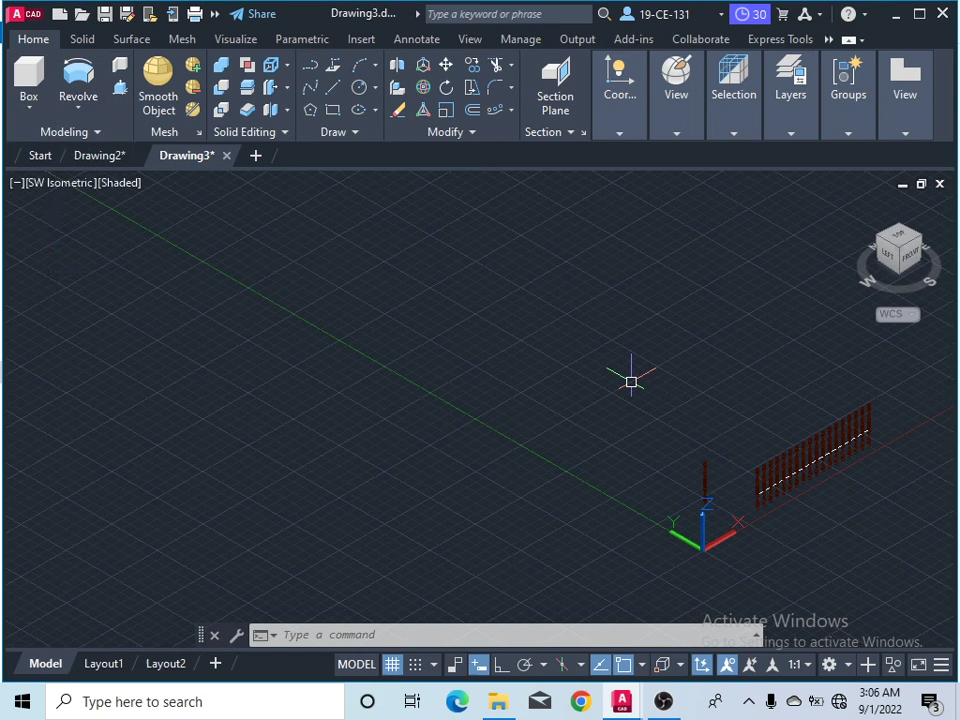 CAD
Share
Drawing3.d...
Type a keyword or phrase
19-CE-131
30
Home
Solid
Surface
Mesh
Visualize
Parametric
Insert
Annotate
View
Manage
Output
Add-ins
Collaborate
Express Tools
Box
Revolve
Smooth
Object
Section
Plane
Coor...
View
Selection
Layers
Groups
View
Modeling
Mesh
Solid Editing
Draw
Modify
Section
Start
Drawing2*
Drawing3*
[−][SW Isometric][Shaded]
TOP
LEFT
FRONT
W
S
WCS
Z
Y
X
Activate Windows
Go to Settings to activate Windows.
Type a command
Model
Layout1
Layout2
MODEL
1:1
Type here to search
3:06 AM
9/1/2022
3